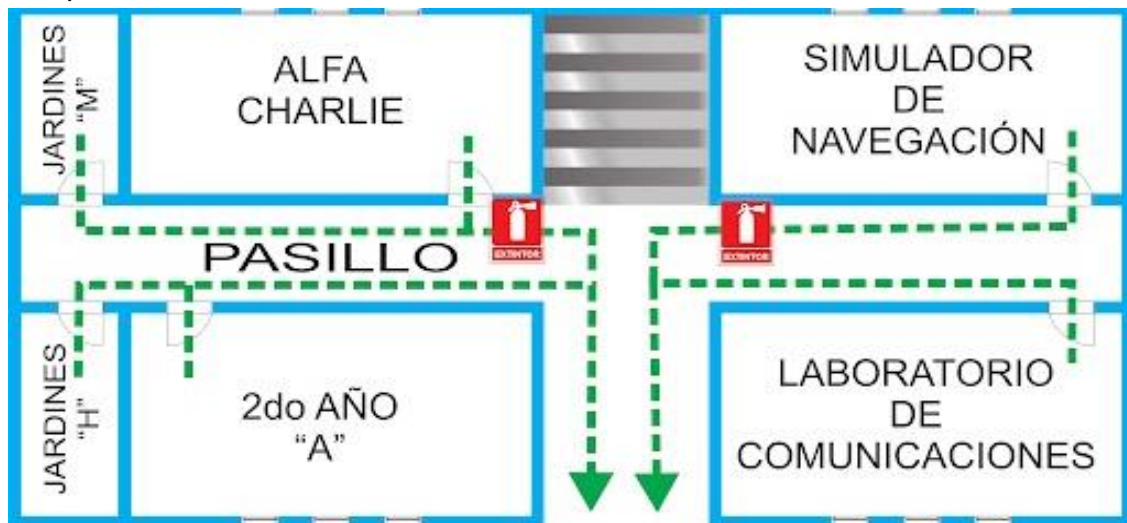 JARDINES
“M”
ALFA
CHARLIE
SIMULADOR
DE
NAVEGACIÓN
EXTINTOR
EXTINTOR
PASILLO
JARDINES
“H”
2do AÑO
“A”
LABORATORIO
DE
COMUNICACIONES